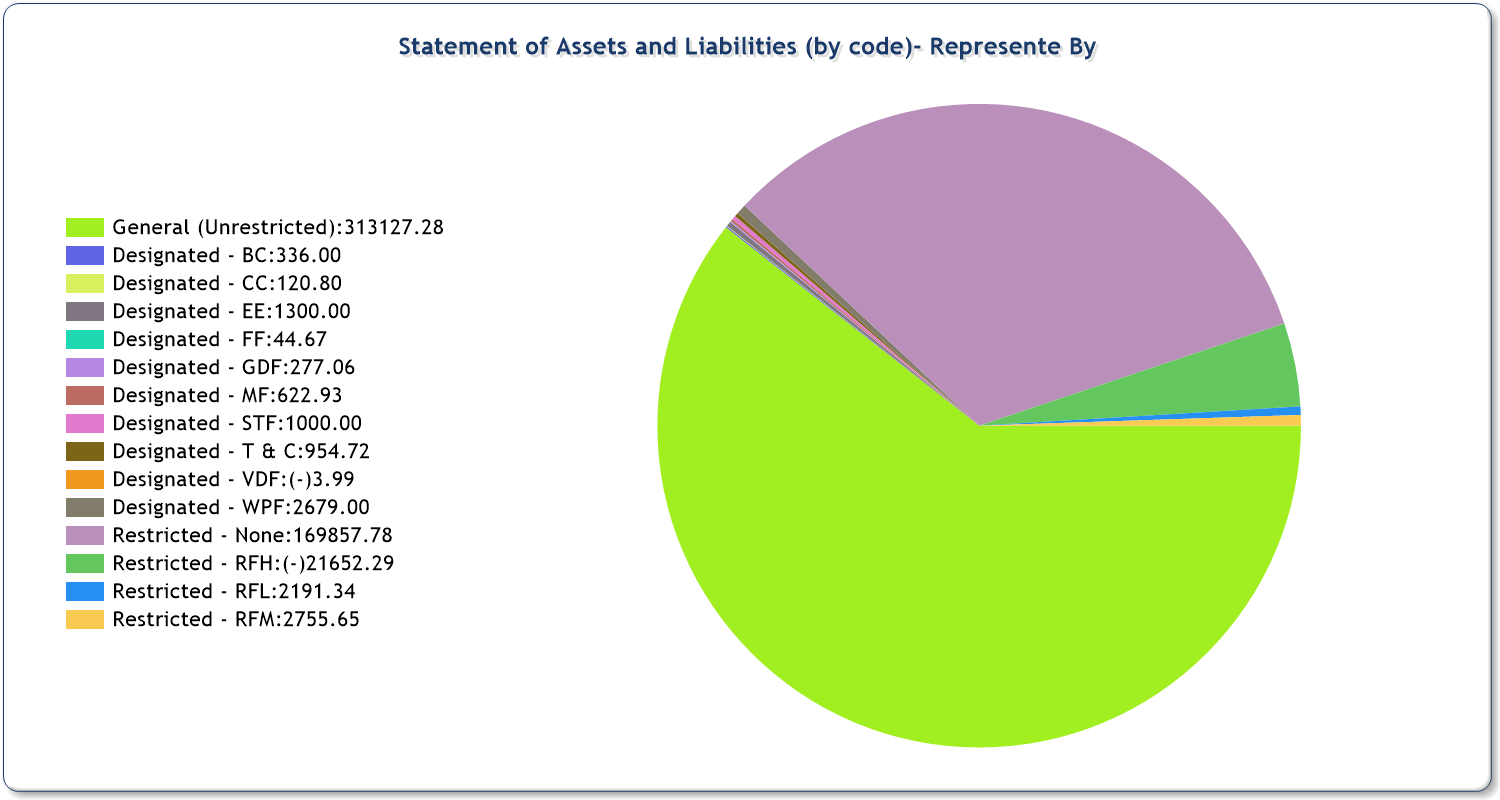 Statement of Assets and Liabilities (by code)- Represente By
General (Unrestricted):313127.28
Designated - BC:336.00
Designated - CC:120.80
Designated - EE:1300.00
Designated - FF:44.67
Designated - GDF:277.06
Designated - MF:622.93
Designated - STF:1000.00
Designated - T & C:954.72
Designated - VDF:(-)3.99
Designated - WPF:2679.00
Restricted - None:169857.78
Restricted - RFH:(-)21652.29
Restricted - RFL:2191.34
Restricted - RFM:2755.65